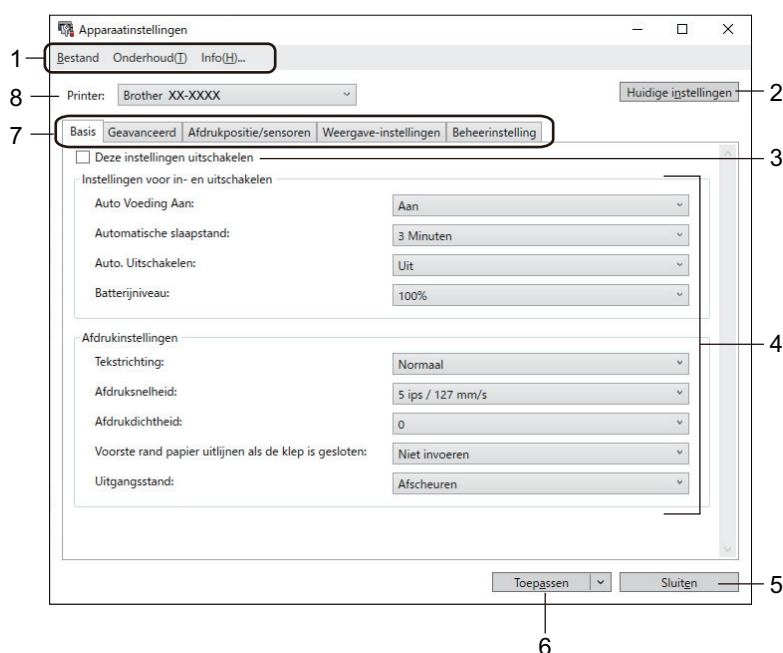 Apparaatinstellingen
1
Bestand Onderhoud(T) Info(H)...
8
Printer: Brother XX-XXXX
Huidige instellingen
2
7
Basis Geavanceerd Afdrukpositie/sensoren Weergave-instellingen Beheerinstelling
Deze instellingen uitschakelen
3
Instellingen voor in- en uitschakelen
Auto Voeding Aan: Aan
Automatische slaapstand: 3 Minuten
Auto. Uitschakelen: Uit
Batterijniveau: 100%
4
Afdrukinstellingen
Tekstrichting: Normaal
Afdruksnelheid: 5 ips / 127 mm/s
Afdrukdichtheid: 0
Voorste rand papier uitlijnen als de klep is gesloten: Niet invoeren
Uitgangsstand: Afscheuren
Toepassen Sluiten
5
6